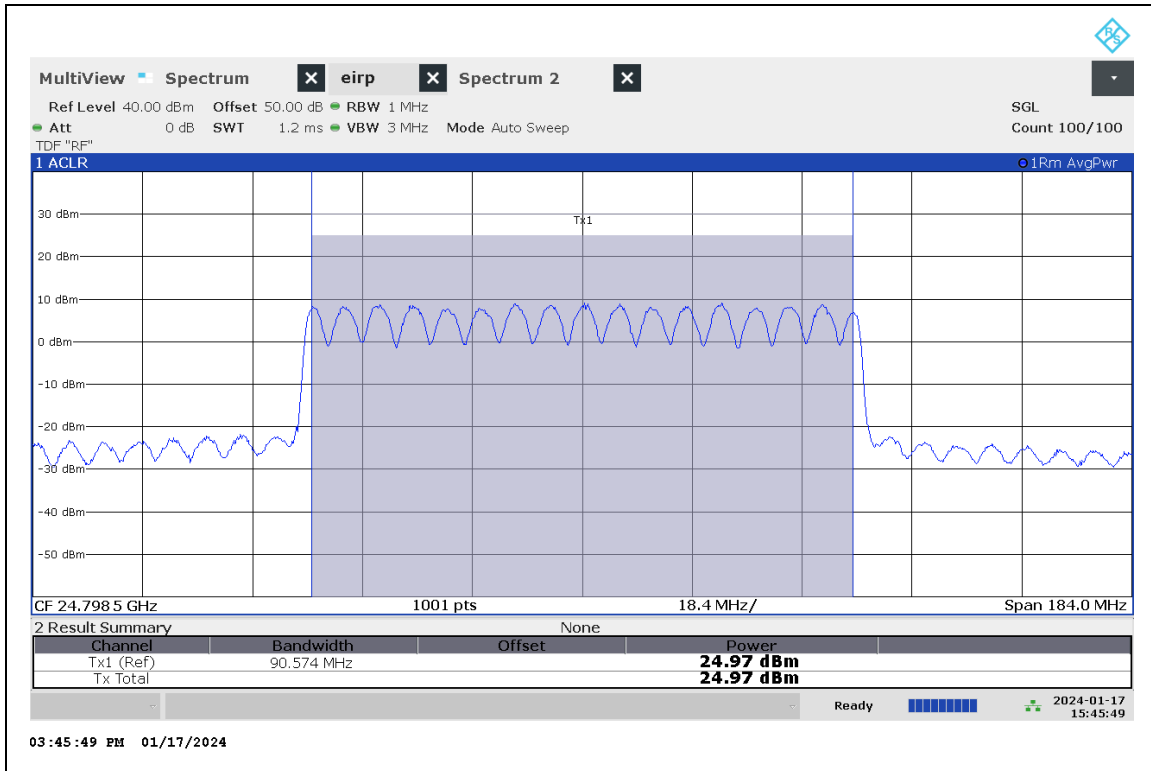 R&S
MultiView Spectrum X eirp X Spectrum 2 X
Ref Level 40.00 dBm Offset 50.00 dB RBW 1 MHz SGL
Att 0 dB SWT 1.2 ms VBW 3 MHz Mode Auto Sweep Count 100/100
TDF "RF"
1 ACLR 1Rm AvgPwr
30 dBm
Tx1
20 dBm
10 dBm
0 dBm
-10 dBm
-20 dBm
-30 dBm
-40 dBm
-50 dBm
CF 24.7985 GHz 1001 pts 18.4 MHz/ Span 184.0 MHz
2 Result Summary None
Channel Bandwidth Offset Power
Tx1 (Ref) 90.574 MHz 24.97 dBm
Tx Total 24.97 dBm
Ready 2024-01-17
15:45:49
03:45:49 PM 01/17/2024